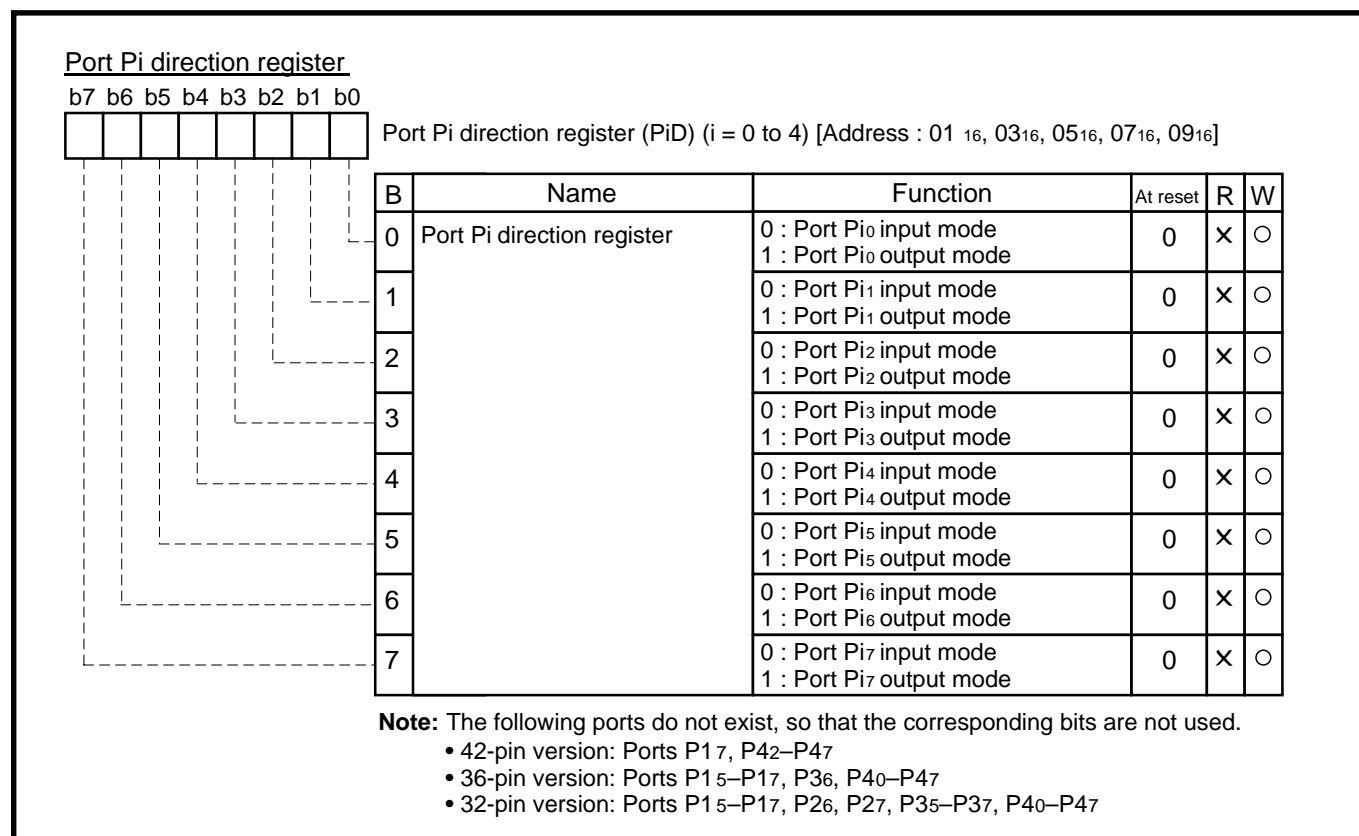 Port Pi direction register
b7 b6 b5 b4 b3 b2 b1 b0
Port Pi direction register (PiD) (i = 0 to 4) [Address : 01 16, 0316, 0516, 0716, 0916]
B Name Function At reset R W
0 Port Pi direction register 0 : Port Pi0 input mode
1 : Port Pi0 output mode 0 × ○
1 0 : Port Pi1 input mode
1 : Port Pi1 output mode 0 × ○
2 0 : Port Pi2 input mode
1 : Port Pi2 output mode 0 × ○
3 0 : Port Pi3 input mode
1 : Port Pi3 output mode 0 × ○
4 0 : Port Pi4 input mode
1 : Port Pi4 output mode 0 × ○
5 0 : Port Pi5 input mode
1 : Port Pi5 output mode 0 × ○
6 0 : Port Pi6 input mode
1 : Port Pi6 output mode 0 × ○
7 0 : Port Pi7 input mode
1 : Port Pi7 output mode 0 × ○
Note: The following ports do not exist, so that the corresponding bits are not used.
• 42-pin version: Ports P1 7, P42–P47
• 36-pin version: Ports P1 5–P17, P36, P40–P47
• 32-pin version: Ports P1 5–P17, P26, P27, P35–P37, P40–P47